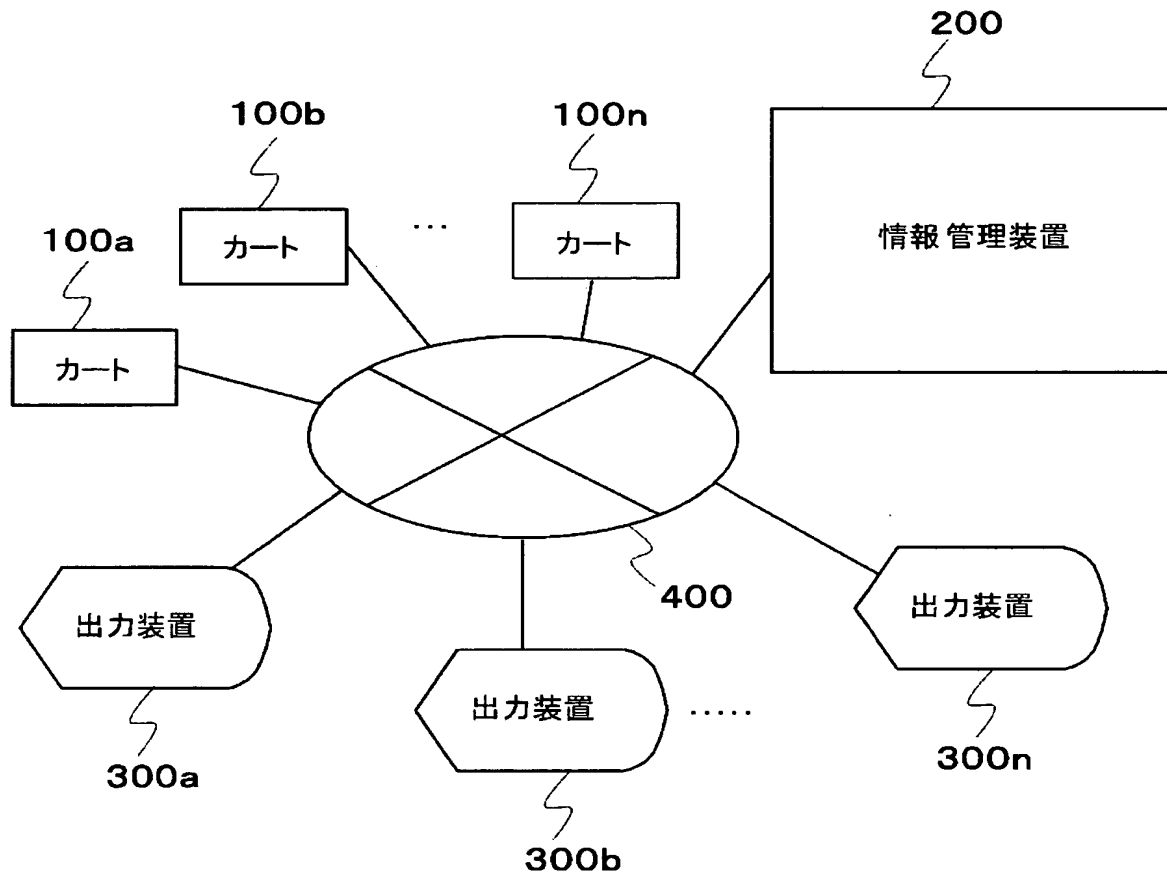 200
100b
100n
カート
…
カート
情報管理装置
100a
カート
400
出力装置
出力装置
出力装置
.....
300a
300b
300n